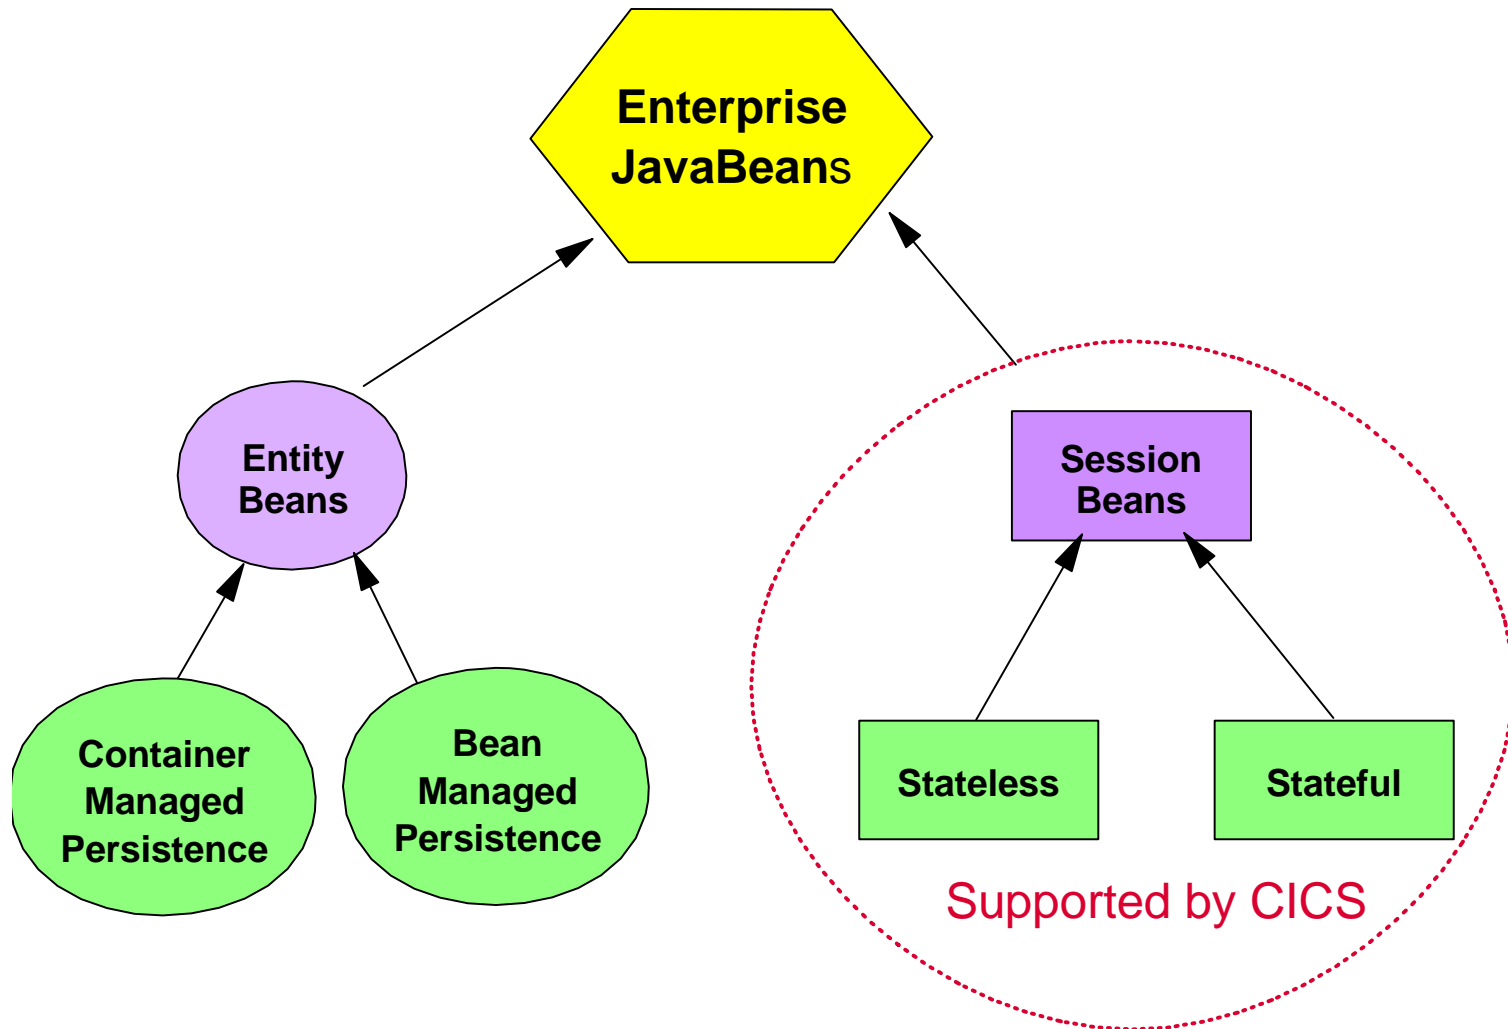 Enterprise
JavaBeans
Entity
Beans
Session
Beans
Container
Managed
Persistence
Bean
Managed
Persistence
Stateless
Stateful
Supported by CICS